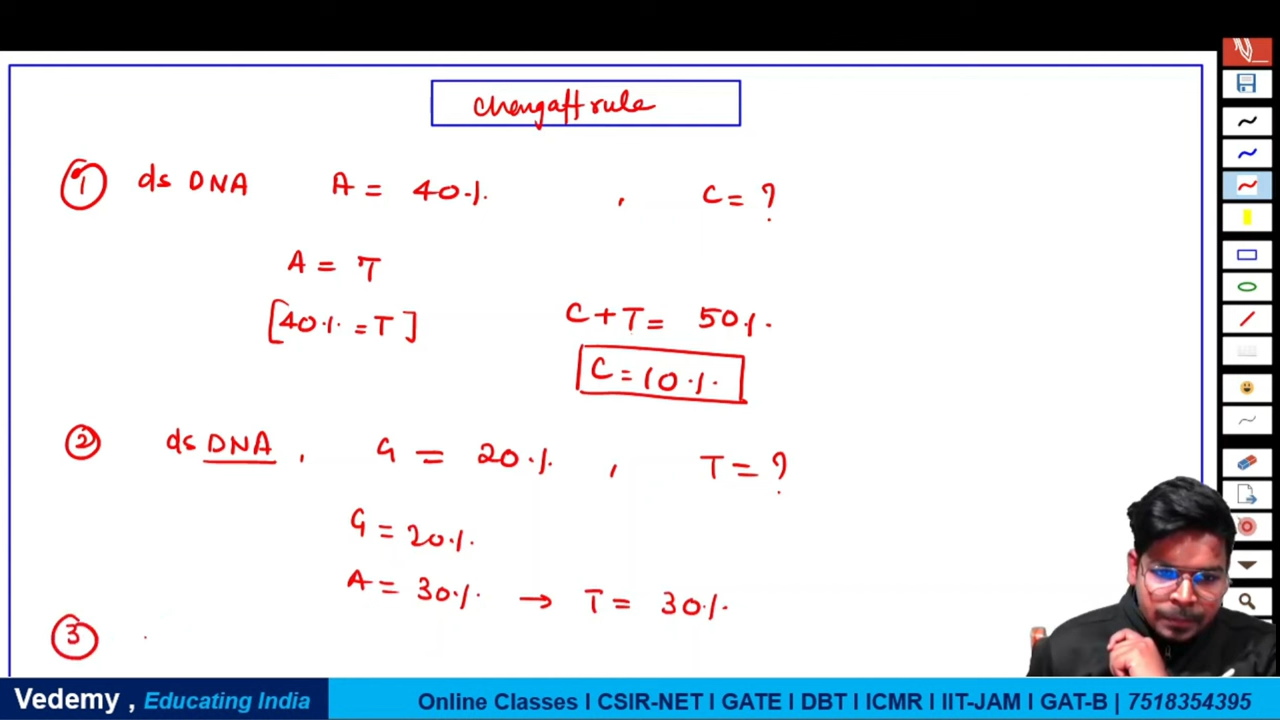 Chargaff rule
① ds DNA A = 40%. , C = ?
A = T
[40%. = T]
C + T = 50%.
C = 10%.
② ds DNA , G = 20%. , T = ?
G = 20%.
A = 30%. → T = 30%.
③
Vedemy , Educating India
Online Classes I CSIR-NET I GATE I DBT I ICMR I IIT-JAM I GAT-B | 7518354395